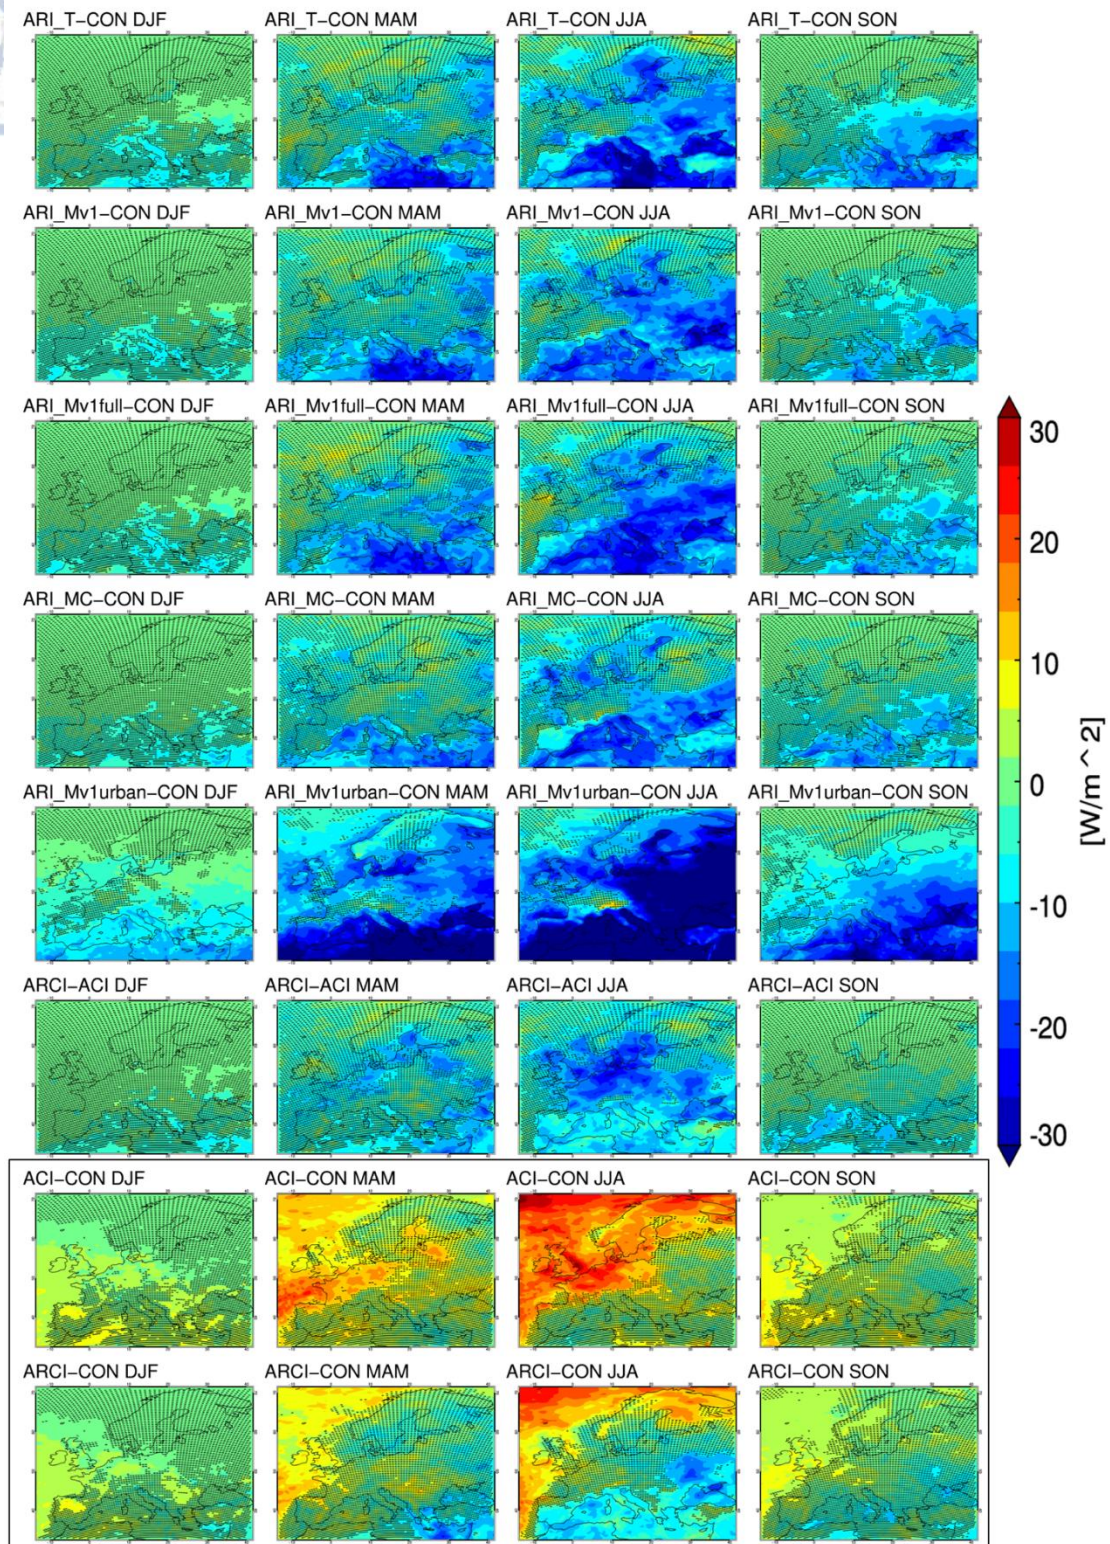 ARI_T-CON DJF ARI_T-CON MAM ARI_T-CON JJA ARI_T-CON SON
ARI_Mv1-CON DJF ARI_Mv1-CON MAM ARI_Mv1-CON JJA ARI_Mv1-CON SON
ARI_Mv1full-CON DJF ARI_Mv1full-CON MAM ARI_Mv1full-CON JJA ARI_Mv1full-CON SON
ARI_MC-CON DJF ARI_MC-CON MAM ARI_MC-CON JJA ARI_MC-CON SON
ARI_Mv1urban-CON DJF ARI_Mv1urban-CON MAM ARI_Mv1urban-CON JJA ARI_Mv1urban-CON SON
ARCI-ACI DJF ARCI-ACI MAM ARCI-ACI JJA ARCI-ACI SON
ACI-CON DJF ACI-CON MAM ACI-CON JJA ACI-CON SON
ARCI-CON DJF ARCI-CON MAM ARCI-CON JJA ARCI-CON SON
30
20
10
0
-10
-20
-30
[W/m^2]